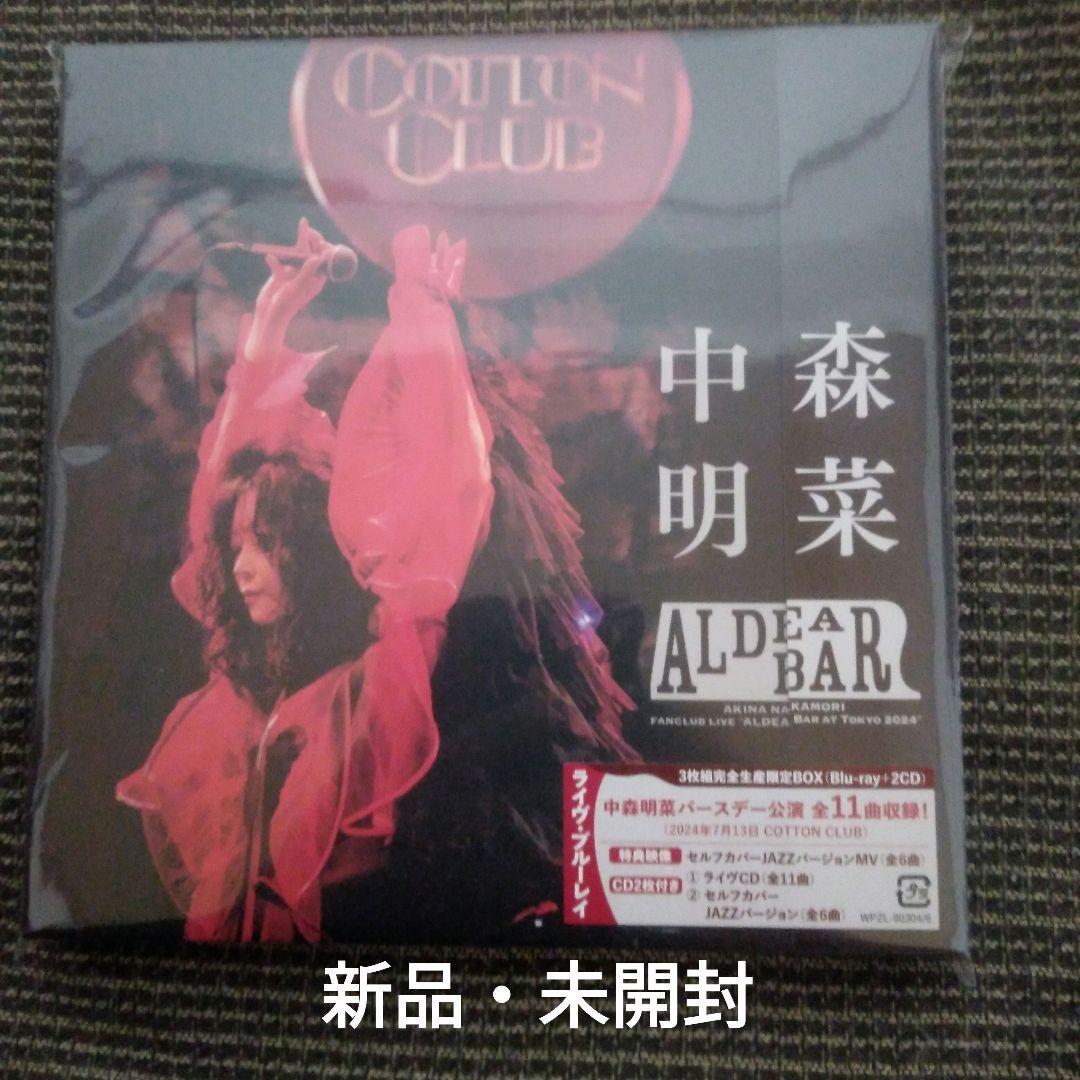 COTTON
CLUB
中森
明菜
ALDEA
BAR
AKINA NAKAMORI
FANCLUB LIVE "ALDEA BAR AT TOKYO 2024"
ライヴ・ブルーレイ
3枚組完全生産限定BOX(Blu-ray+2CD)
中森明菜バースデー公演 全11曲収録!
(2024年7月13日 COTTON CLUB)
特典映像 セルフカバーJAZZバージョンMV(全6曲)
CD2枚付き ① ライヴCD(全11曲)
② セルフカバー
JAZZバージョン(全6曲)
WPZL-90304/6
新品・未開封